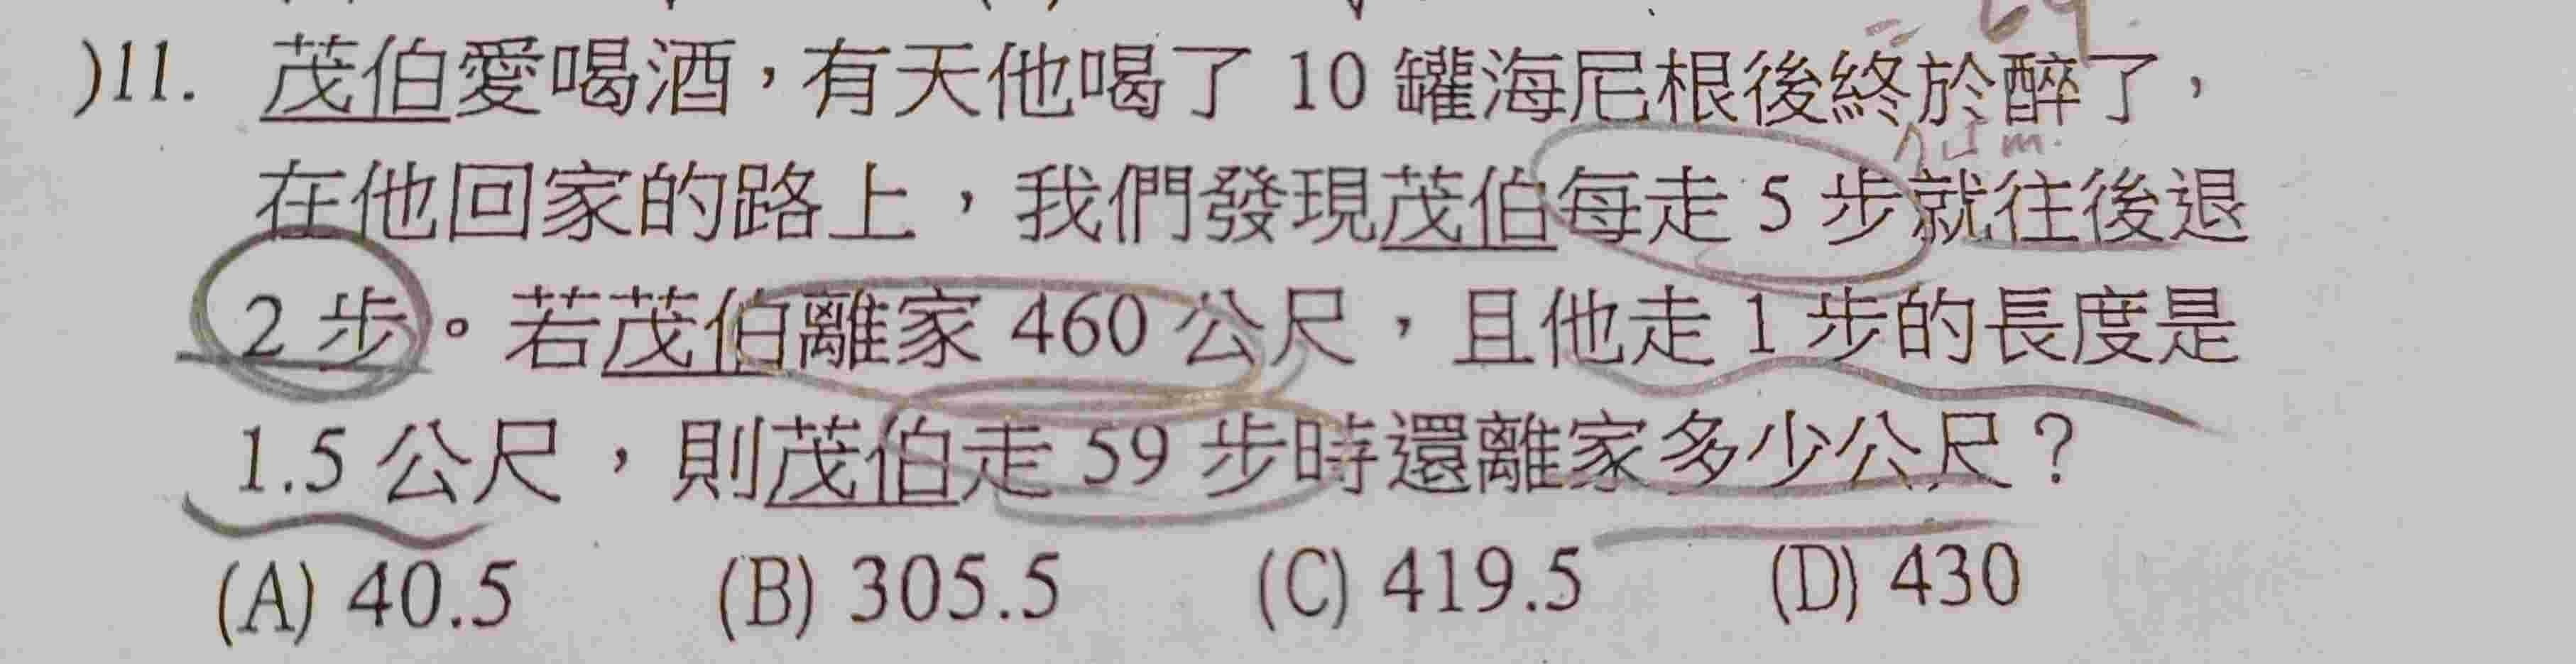 )11. 茂伯愛喝酒，有天他喝了 10 罐海尼根後終於醉了，
在他回家的路上，我們發現茂伯每走 5 步就往後退
2 步。若茂伯離家 460 公尺，且他走 1 步的長度是
1.5 公尺，則茂伯走 59 步時還離家多少公尺？
(A) 40.5 (B) 305.5 (C) 419.5 (D) 430